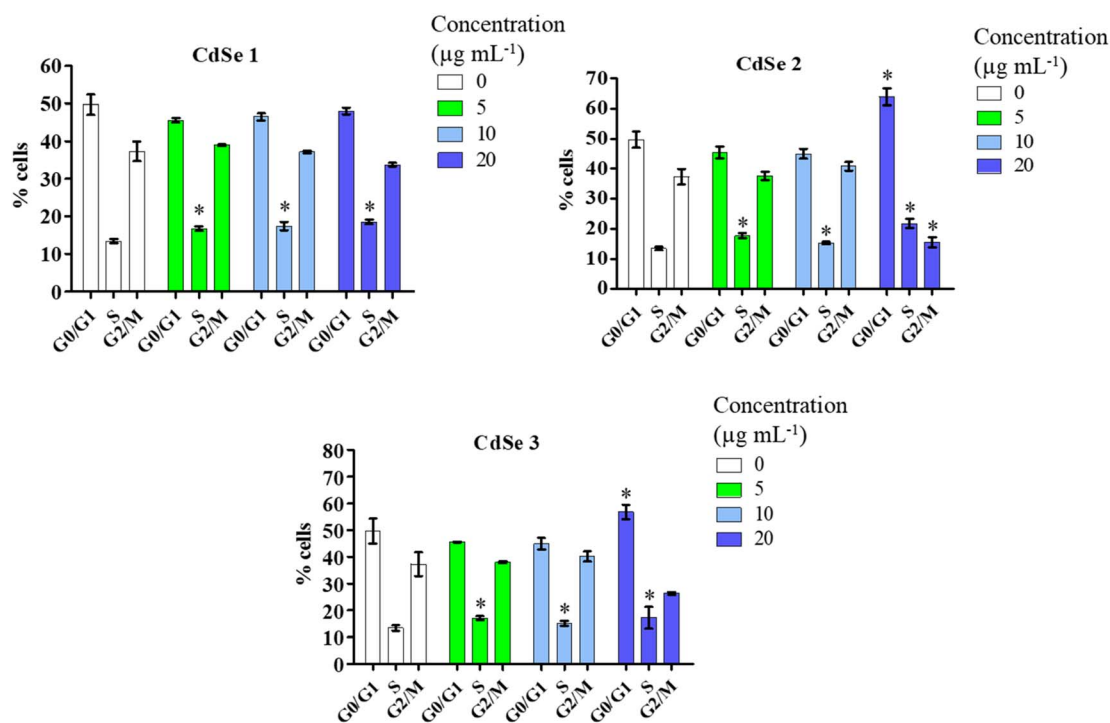 CdSe 1
Concentration
(µg mL-1)
0
5
10
20
% cells
60
50
40
30
20
10
0
*
*
*
G0/G1
S
G2/M
G0/G1
S
G2/M
G0/G1
S
G2/M
G0/G1
S
G2/M
CdSe 2
Concentration
(µg mL-1)
0
5
10
20
% cells
70
60
50
40
30
20
10
0
*
*
*
*
*
G0/G1
S
G2/M
G0/G1
S
G2/M
G0/G1
S
G2/M
G0/G1
S
G2/M
CdSe 3
Concentration
(µg mL-1)
0
5
10
20
% cells
80
70
60
50
40
30
20
10
0
*
*
*
*
G0/G1
S
G2/M
G0/G1
S
G2/M
G0/G1
S
G2/M
G0/G1
S
G2/M